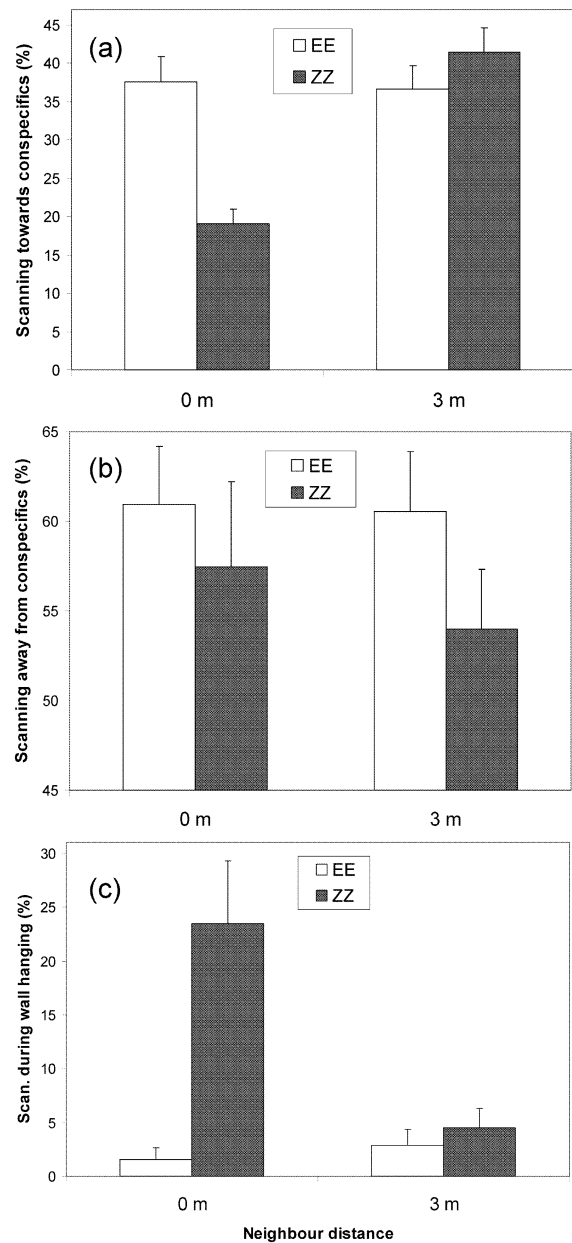 (a)
EE
ZZ
Scanning towards conspecifics (%)
45
40
35
30
25
20
15
10
5
0
0 m
3 m
(b)
EE
ZZ
Scanning away from conspecifics (%)
65
60
55
50
45
0 m
3 m
(c)
EE
ZZ
Scan. during wall hanging (%)
30
25
20
15
10
5
0
0 m
3 m
Neighbour distance